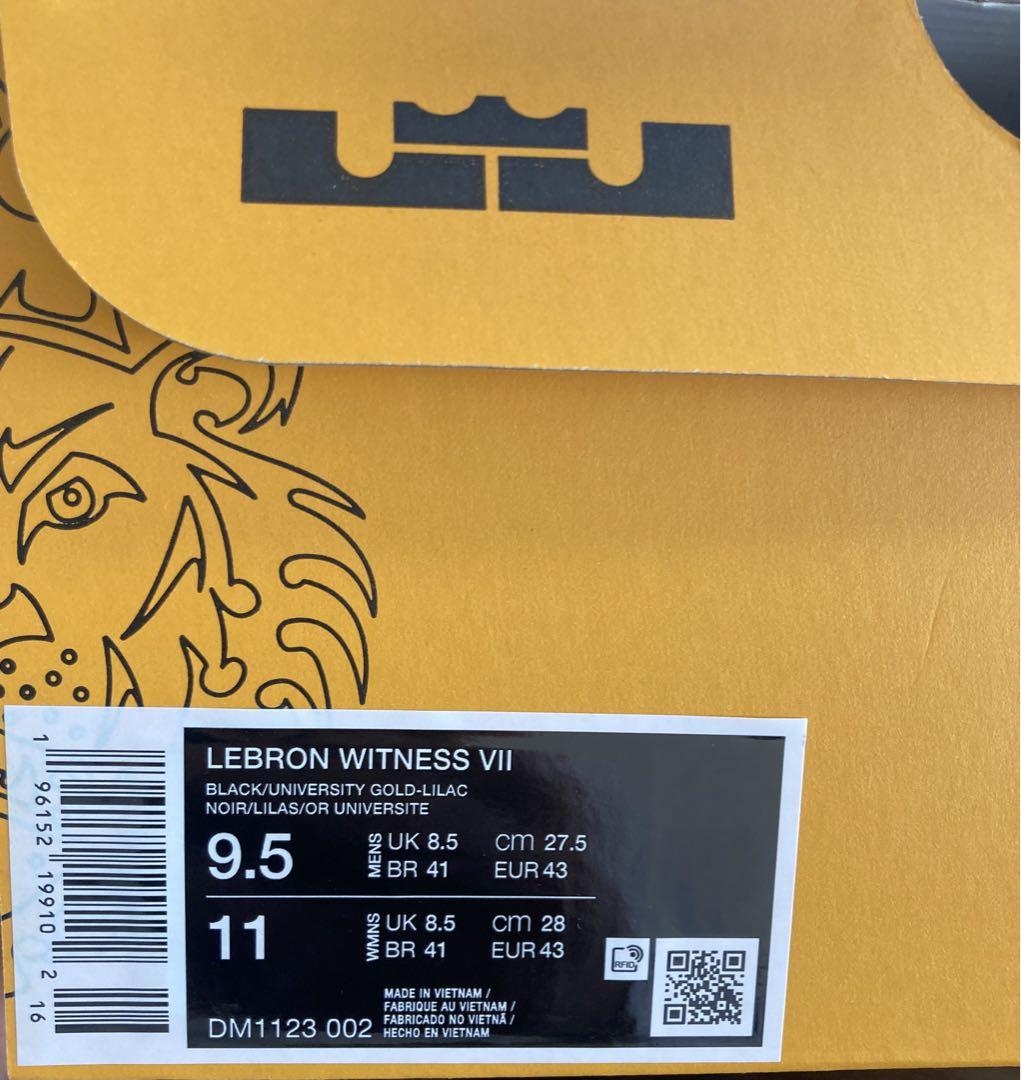 LEBRON WITNESS VII
BLACK/UNIVERSITY GOLD-LILAC
NOIR/LILAS/OR UNIVERSITE
9.5 MENS UK 8.5 cm 27.5
BR 41 EUR 43
11 WMNS UK 8.5 cm 28
BR 41 EUR 43
RFID
DM1123 002
MADE IN VIETNAM /
FABRIQUE AU VIETNAM /
FABRICADO NO VIETNÃ /
HECHO EN VIETNAM
1 96152 19910 2 16